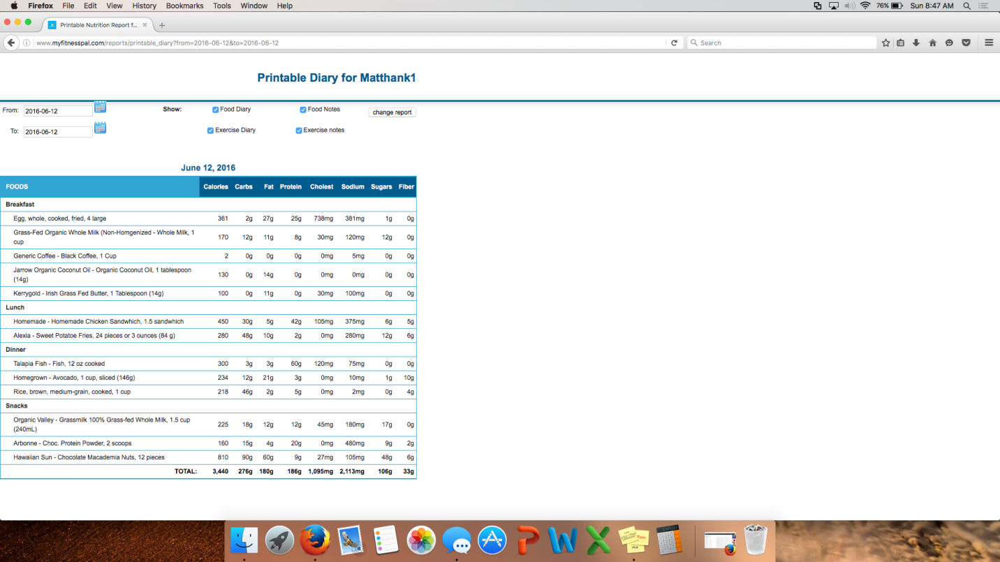 Firefox File Edit View History Bookmarks Tools Window Help 76% Sun 8:47 AM
Printable Nutrition Report f... × +
www.myfitnesspal.com/reports/printable_diary?from=2016-06-12&to=2016-06-12 Search
Printable Diary for Matthank1
From: 2016-06-12 Show: Food Diary Food Notes change report
To: 2016-06-12 Exercise Diary Exercise notes
June 12, 2016
FOODS Calories Carbs Fat Protein Cholest Sodium Sugars Fiber
Breakfast
Egg, whole, cooked, fried, 4 large 361 2g 27g 25g 738mg 381mg 1g 0g
Grass-Fed Organic Whole Milk (Non-Homgenized - Whole Milk, 1
cup 170 12g 11g 8g 30mg 120mg 12g 0g
Generic Coffee - Black Coffee, 1 Cup 2 0g 0g 0g 0mg 5mg 0g 0g
Jarrow Organic Coconut Oil - Organic Coconut Oil, 1 tablespoon
(14g) 130 0g 14g 0g 0mg 0mg 0g 0g
Kerrygold - Irish Grass Fed Butter, 1 Tablespoon (14g) 100 0g 11g 0g 30mg 100mg 0g 0g
Lunch
Homemade - Homemade Chicken Sandwhich, 1.5 sandwhich 450 30g 5g 42g 105mg 375mg 6g 5g
Alexia - Sweet Potatoe Fries, 24 pieces or 3 ounces (84 g) 280 48g 10g 2g 0mg 280mg 12g 6g
Dinner
Talapia Fish - Fish, 12 oz cooked 300 3g 3g 60g 120mg 75mg 0g 0g
Homegrown - Avocado, 1 cup, sliced (146g) 234 12g 21g 3g 0mg 10mg 1g 10g
Rice, brown, medium-grain, cooked, 1 cup 218 46g 2g 5g 0mg 2mg 0g 4g
Snacks
Organic Valley - Grassmilk 100% Grass-fed Whole Milk, 1.5 cup
(240mL) 225 18g 12g 12g 45mg 180mg 17g 0g
Arbonne - Choc. Protein Powder, 2 scoops 160 15g 4g 20g 0mg 480mg 9g 2g
Hawaiian Sun - Chocolate Macademia Nuts, 12 pieces 810 90g 60g 9g 27mg 105mg 48g 6g
TOTAL: 3,440 276g 180g 186g 1,095mg 2,113mg 106g 33g